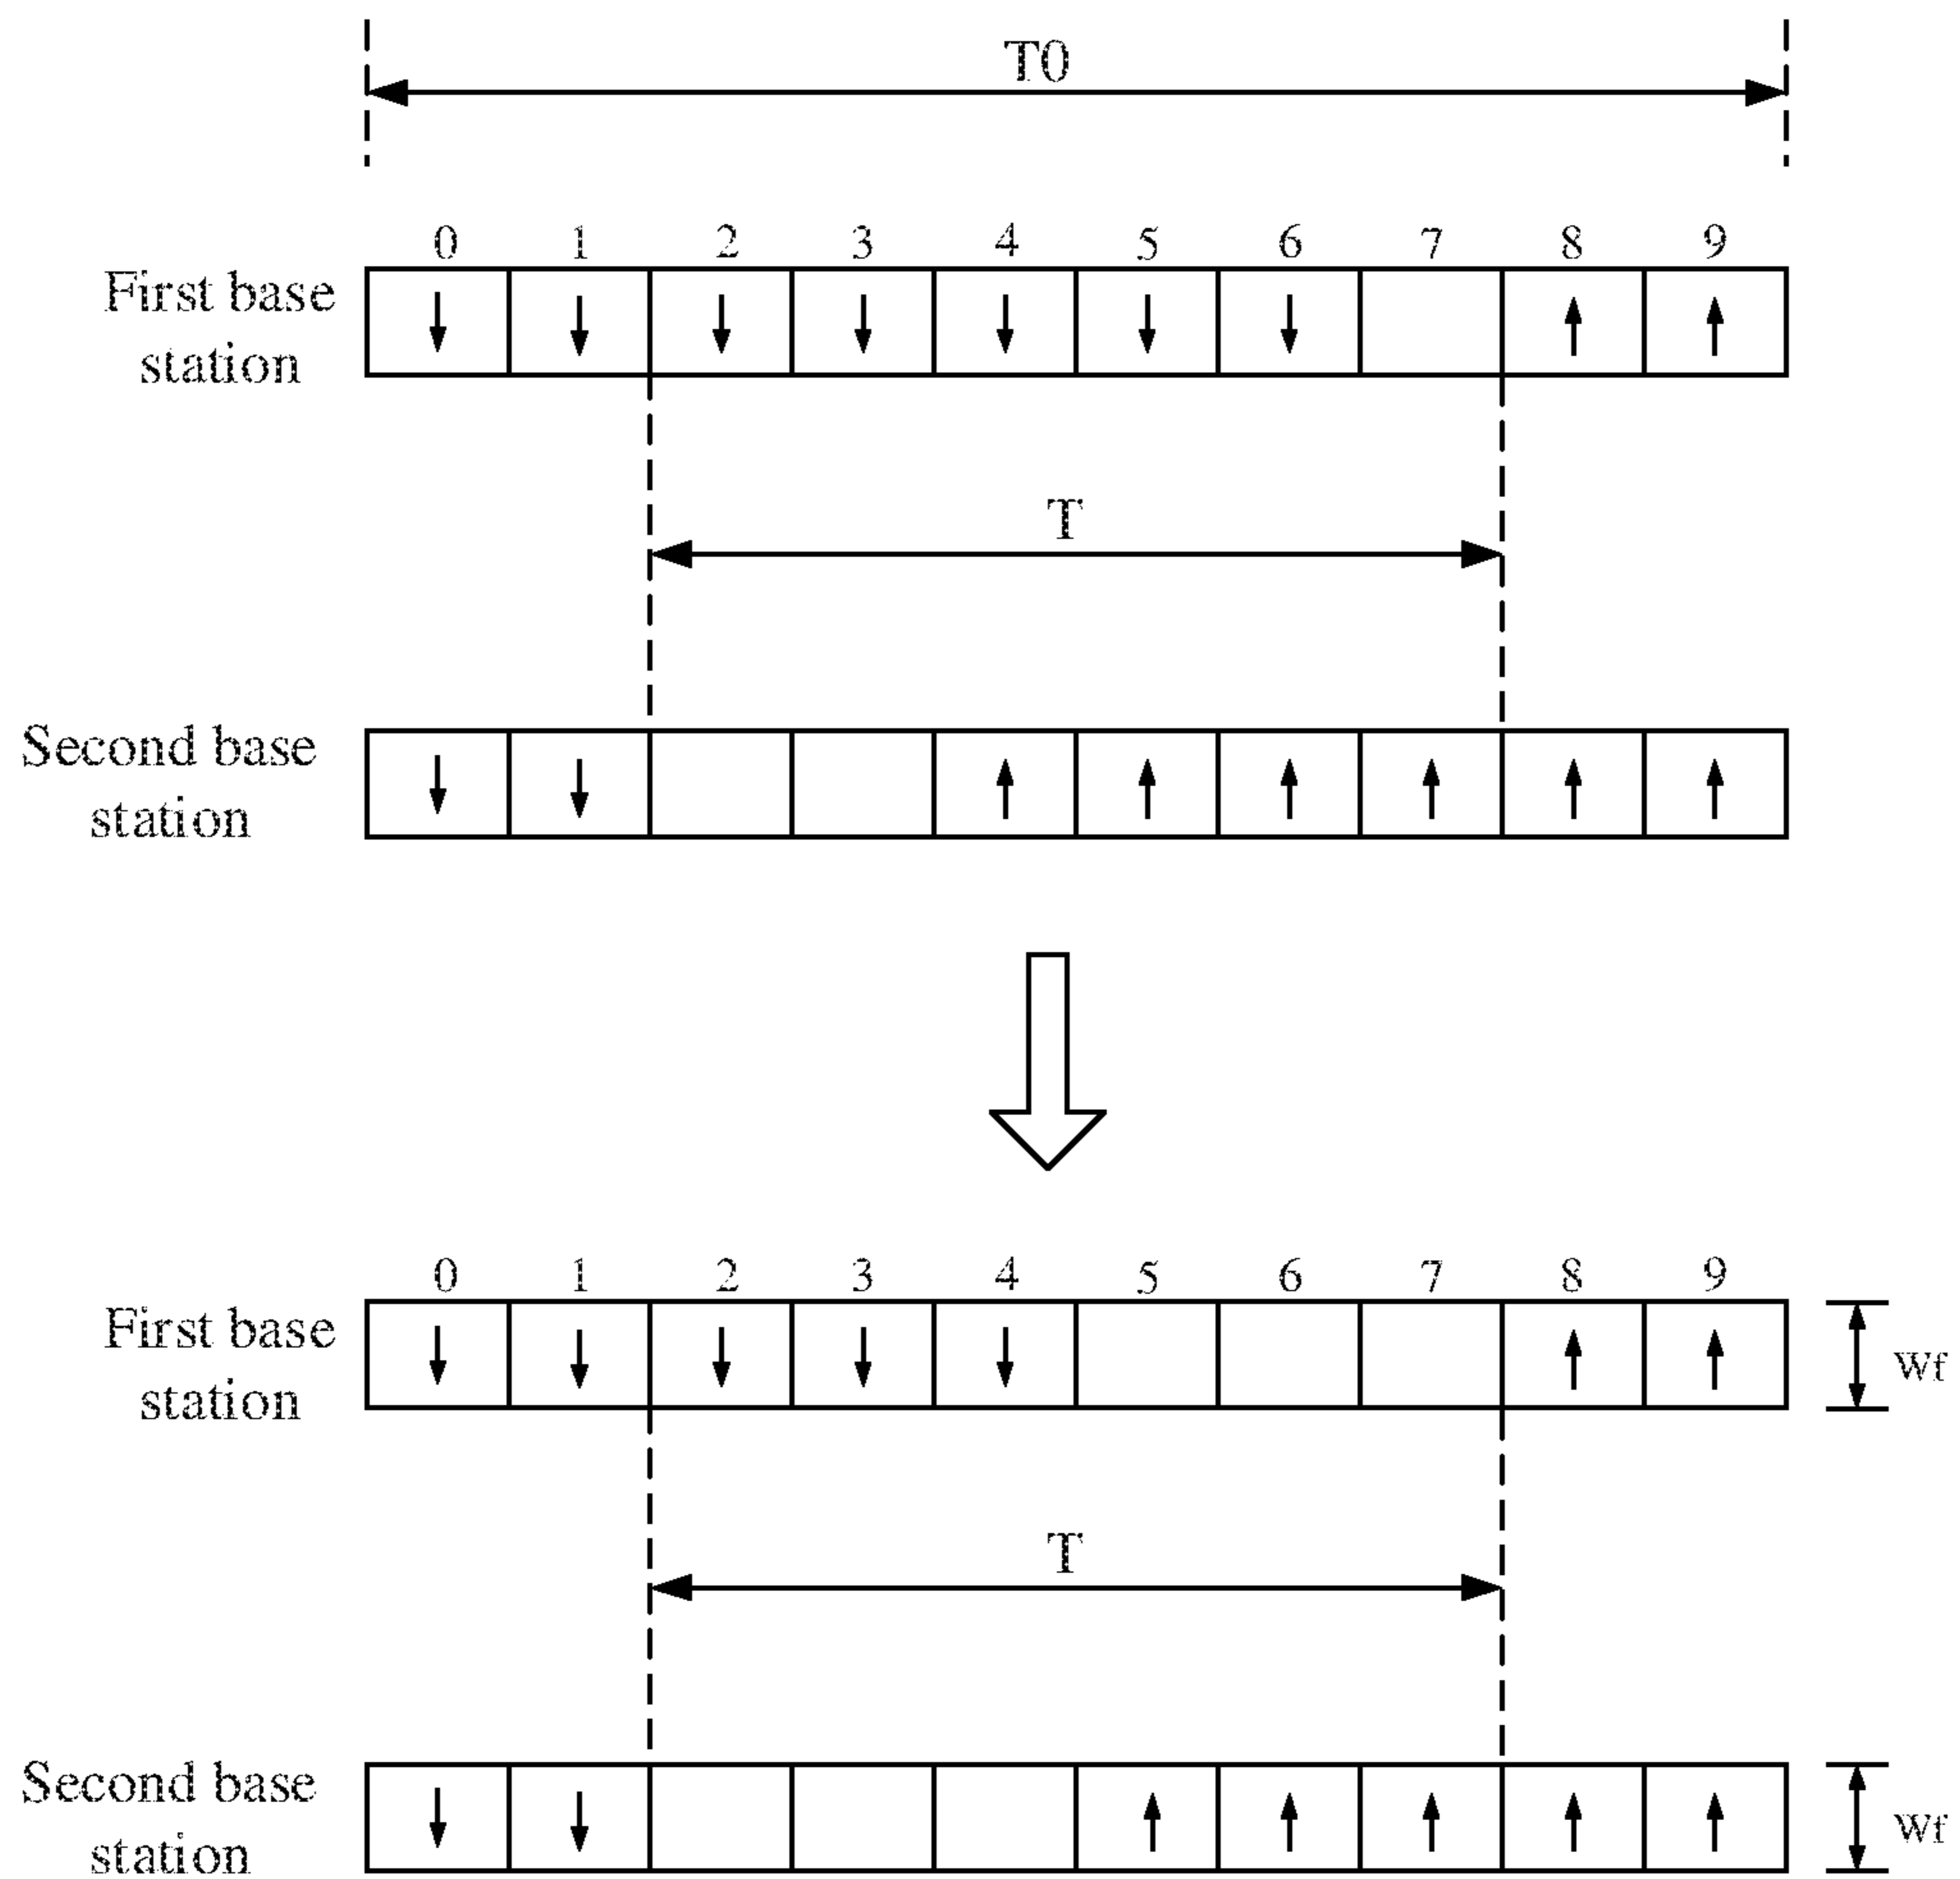 T0
0 1 2 3 4 5 6 7 8 9
First base
station
T
Second base
station
0 1 2 3 4 5 6 7 8 9
First base
station
Wf
T
Second base
station
Wf